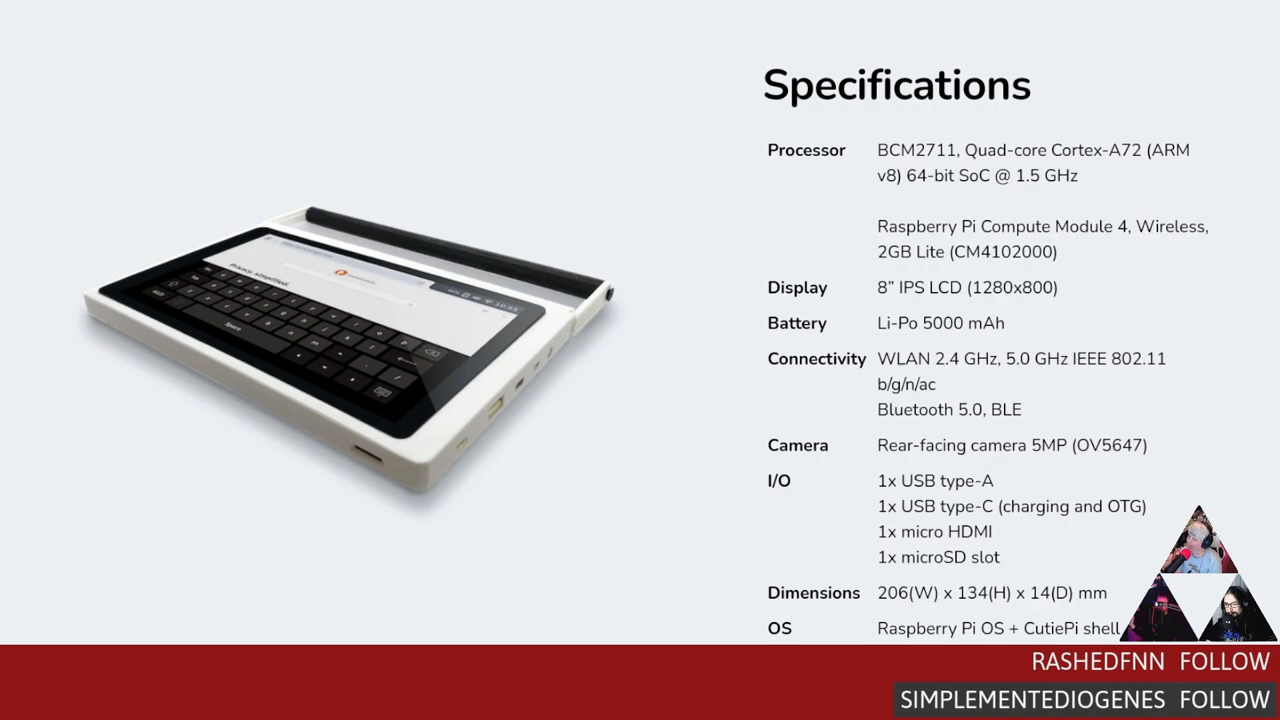 Specifications
Processor BCM2711, Quad-core Cortex-A72 (ARM
v8) 64-bit SoC @ 1.5 GHz
Raspberry Pi Compute Module 4, Wireless,
2GB Lite (CM4102000)
Display 8” IPS LCD (1280x800)
Battery Li-Po 5000 mAh
Connectivity WLAN 2.4 GHz, 5.0 GHz IEEE 802.11
b/g/n/ac
Bluetooth 5.0, BLE
Camera Rear-facing camera 5MP (OV5647)
I/O 1x USB type-A
1x USB type-C (charging and OTG)
1x micro HDMI
1x microSD slot
Dimensions 206(W) x 134(H) x 14(D) mm
OS Raspberry Pi OS + CutiePi shell
Privacy, simplified.
Space
RASHEDFNN FOLLOW
SIMPLEMENTEDIOGENES FOLLOW